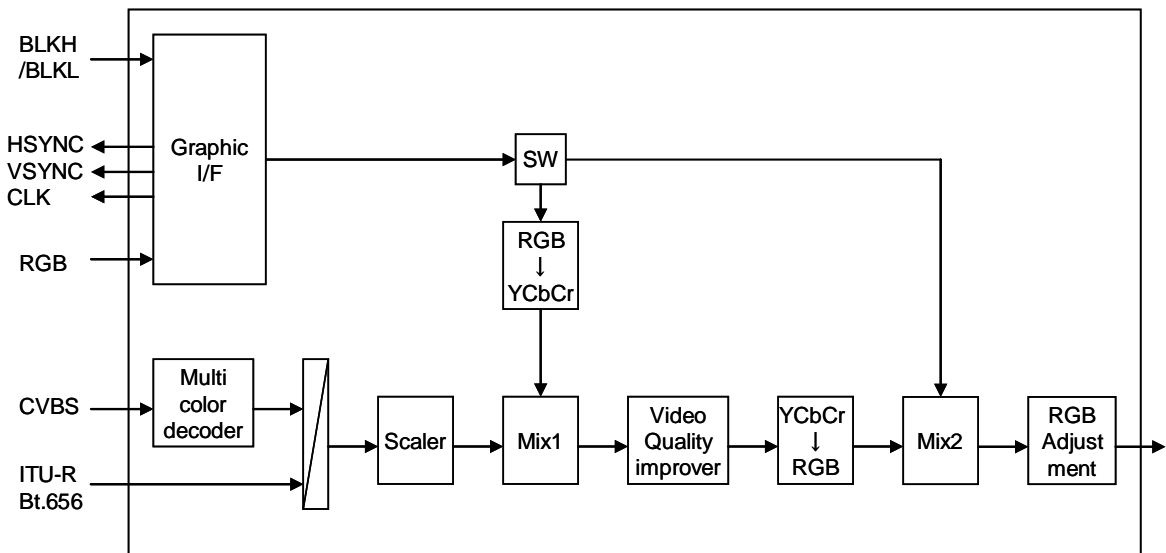 BLKH
/BLKL
HSYNC
VSYNC
CLK
RGB
Graphic
I/F
SW
RGB
↓
YCbCr
CVBS
ITU-R
Bt.656
Multi
color
decoder
Scaler
Mix1
Video
Quality
improver
YCbCr
↓
RGB
Mix2
RGB
Adjust
ment